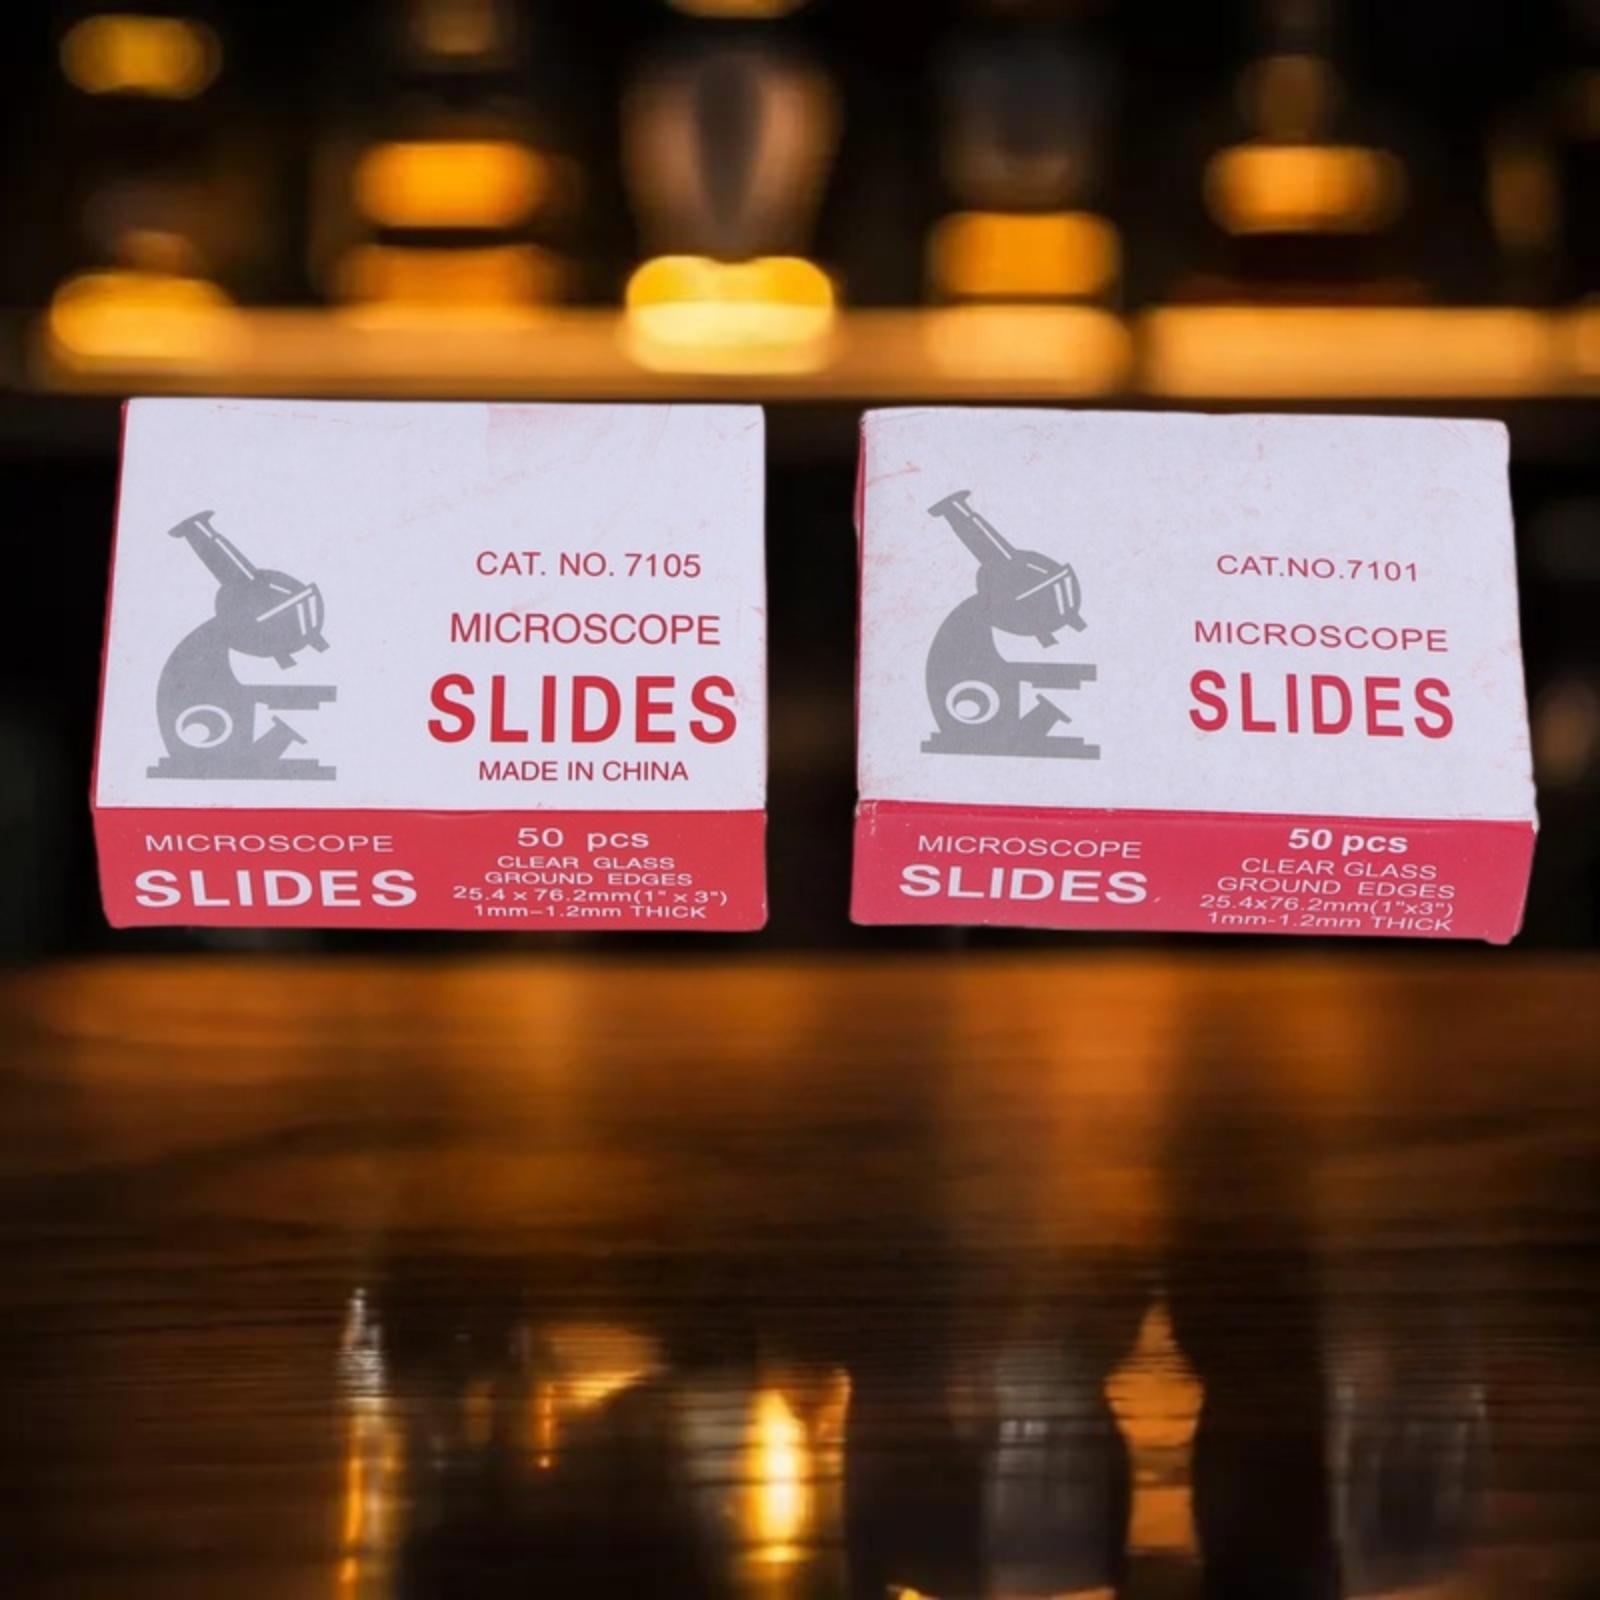 CAT. NO. 7105
MICROSCOPE
SLIDES
MADE IN CHINA
MICROSCOPE
SLIDES
50 pcs
CLEAR GLASS
GROUND EDGES
25.4 x 76.2mm(1" x 3")
1mm-1.2mm THICK
CAT.NO.7101
MICROSCOPE
SLIDES
MICROSCOPE
SLIDES
50 pcs
CLEAR GLASS
GROUND EDGES
25.4x76.2mm(1"x3")
1mm-1.2mm THICK